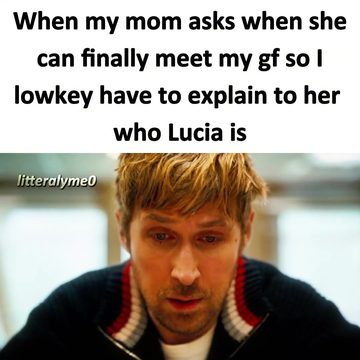 When my mom asks when she
can finally meet my gf so I
lowkey have to explain to her
who Lucia is
litteralyme0